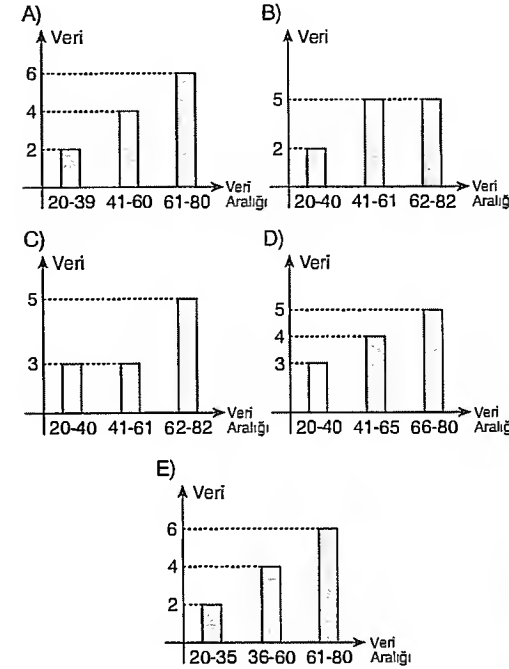 A)
Veri
6
4
2
20-39 41-60 61-80
Veri
Aralığı
B)
Veri
5
2
20-40 41-61 62-82
Veri
Aralığı
C)
Veri
5
3
20-40 41-61 62-82
Veri
Aralığı
D)
Veri
5
4
3
20-40 41-65 66-80
Veri
Aralığı
E)
Veri
6
4
2
20-35 36-60 61-80
Veri
Aralığı